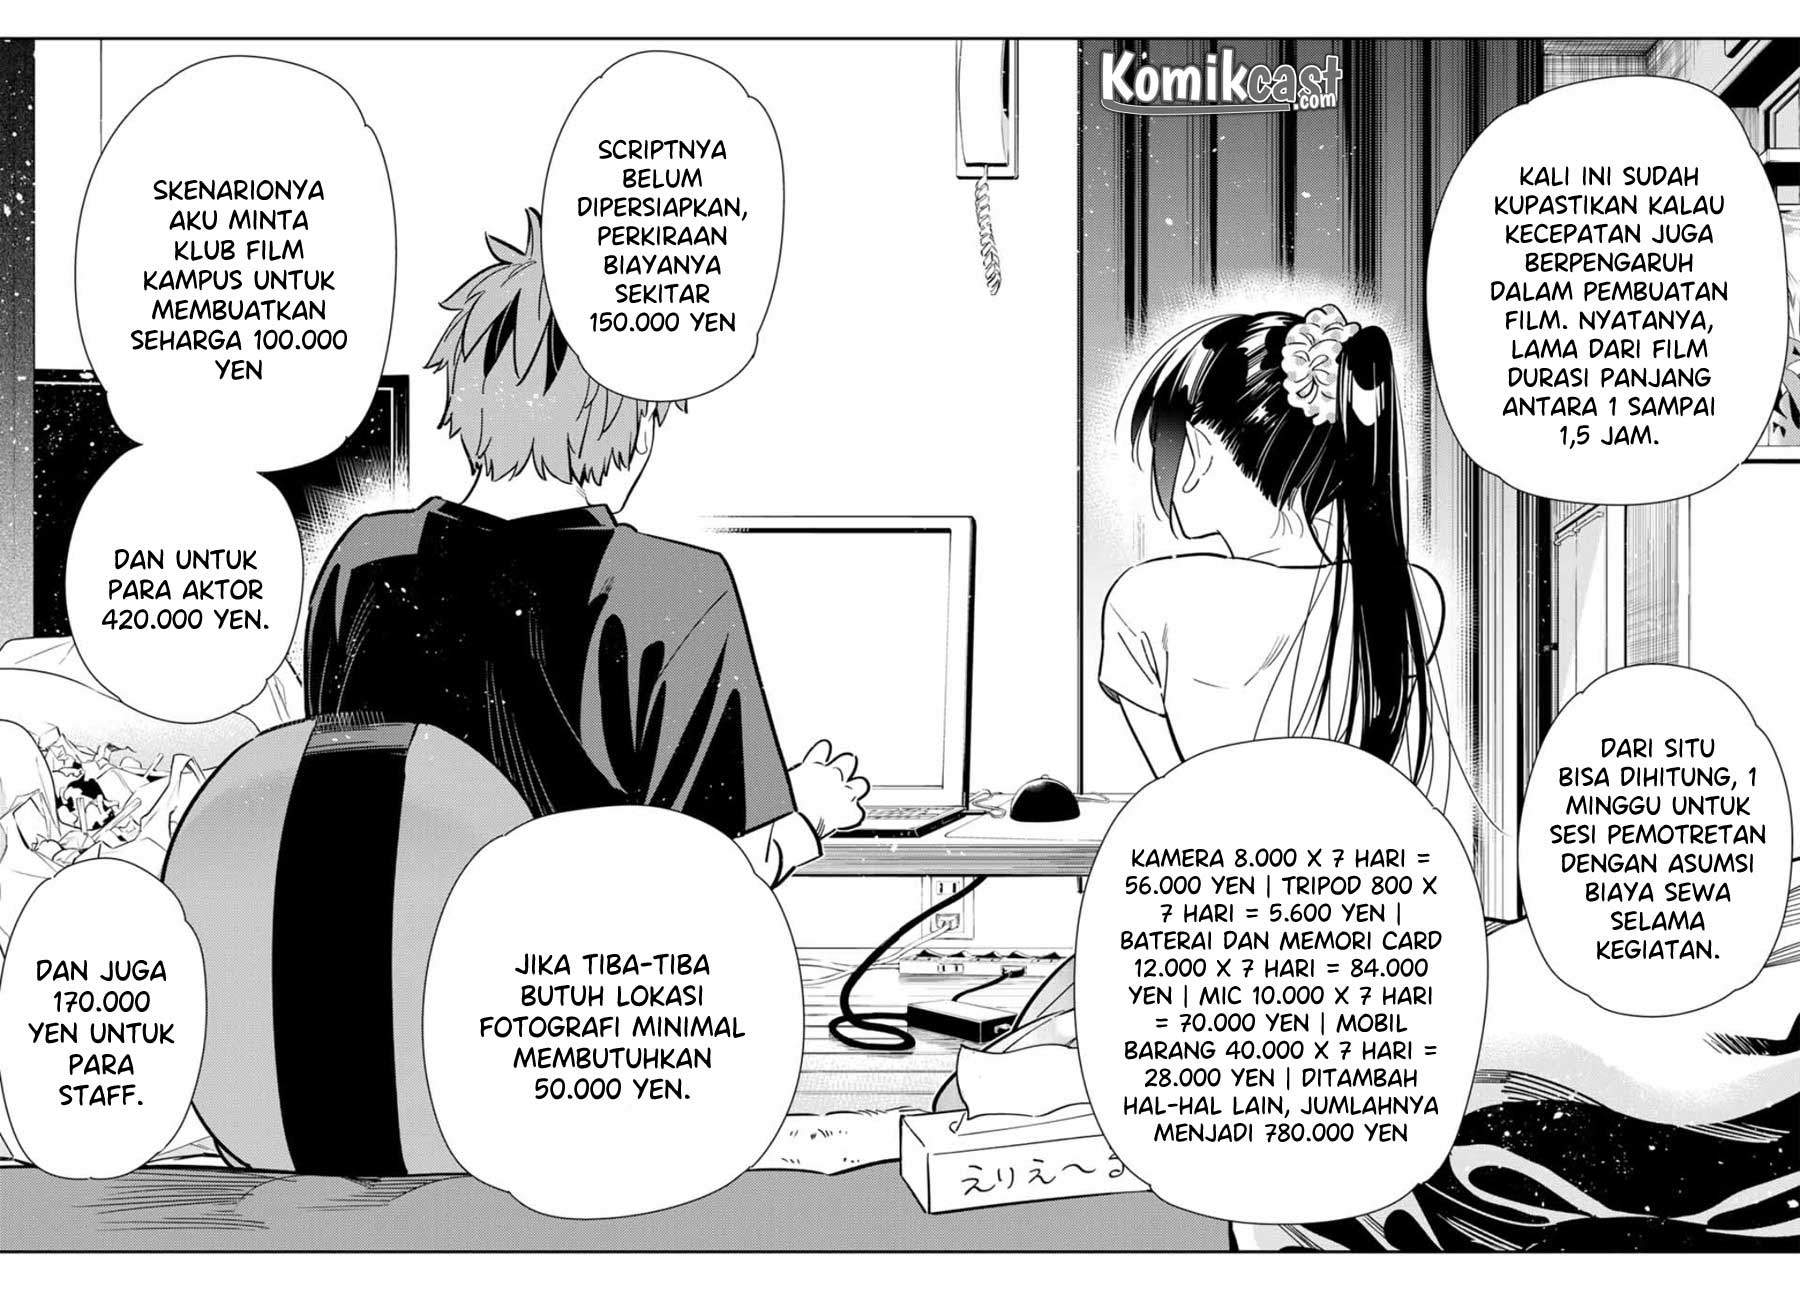 Komikcast
.com
KALI INI SUDAH
KUPASTIKAN KALAU
KECEPATAN JUGA
BERPENGARUH
DALAM PEMBUATAN
FILM. NYATANYA,
LAMA DARI FILM
DURASI PANJANG
ANTARA 1 SAMPAI
1,5 JAM.
DARI SITU
BISA DIHITUNG, 1
MINGGU UNTUK
SESI PEMOTRETAN
DENGAN ASUMSI
BIAYA SEWA
SELAMA
KEGIATAN.
KAMERA 8.000 X 7 HARI =
56.000 YEN | TRIPOD 800 X
7 HARI = 5.600 YEN |
BATERAI DAN MEMORI CARD
12.000 X 7 HARI = 84.000
YEN | MIC 10.000 X 7 HARI
= 70.000 YEN | MOBIL
BARANG 40.000 X 7 HARI =
28.000 YEN | DITAMBAH
HAL-HAL LAIN, JUMLAHNYA
MENJADI 780.000 YEN
SCRIPTNYA
BELUM
DIPERSIAPKAN,
PERKIRAAN
BIAYANYA
SEKITAR
150.000 YEN
JIKA TIBA-TIBA
BUTUH LOKASI
FOTOGRAFI MINIMAL
MEMBUTUHKAN
50.000 YEN.
SKENARIONYA
AKU MINTA
KLUB FILM
KAMPUS UNTUK
MEMBUATKAN
SEHARGA 100.000
YEN
DAN UNTUK
PARA AKTOR
420.000 YEN.
DAN JUGA
170.000
YEN UNTUK
PARA
STAFF.
えりえ～る